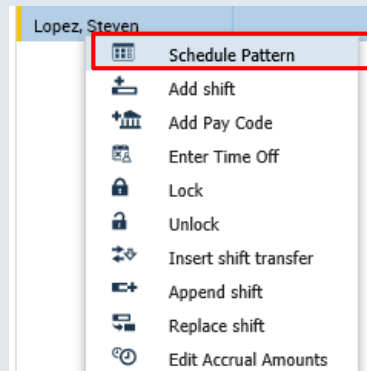 Lopez, Steven
Schedule Pattern
Add shift
Add Pay Code
Enter Time Off
Lock
Unlock
Insert shift transfer
Append shift
Replace shift
Edit Accrual Amounts